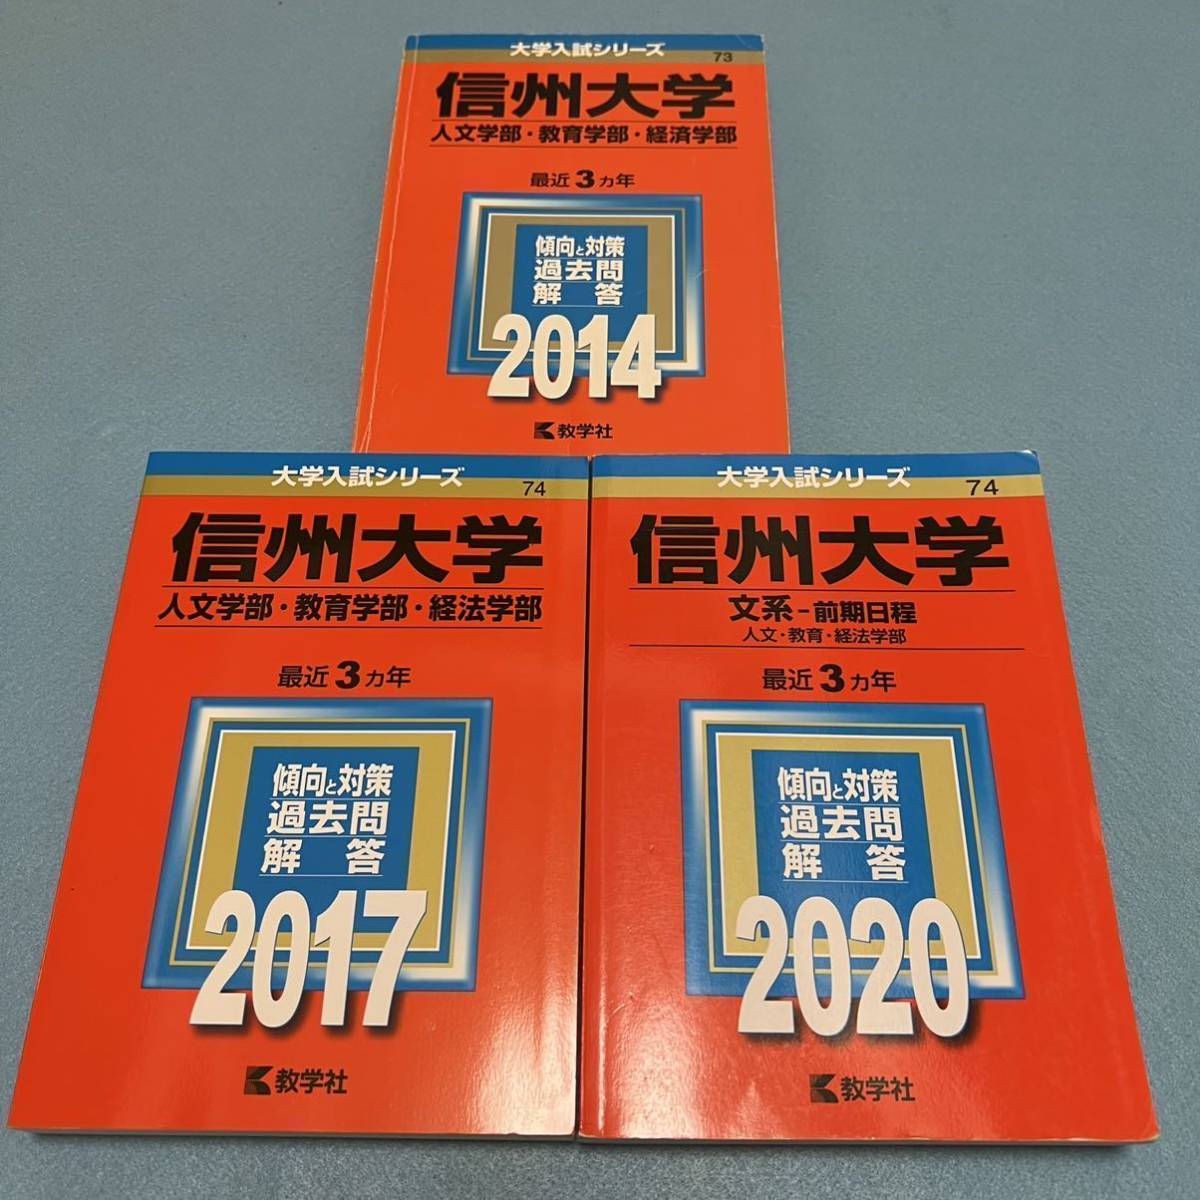 大学入試シリーズ
73
信州大学
人文学部・教育学部・経済学部
最近3ヵ年
傾向と対策
過去問
解答
2014
教学社
大学入試シリーズ
74
信州大学
人文学部・教育学部・経法学部
最近3ヵ年
傾向と対策
過去問
解答
2017
教学社
大学入試シリーズ
74
信州大学
文系-前期日程
人文・教育・経法学部
最近3ヵ年
傾向と対策
過去問
解答
2020
教学社